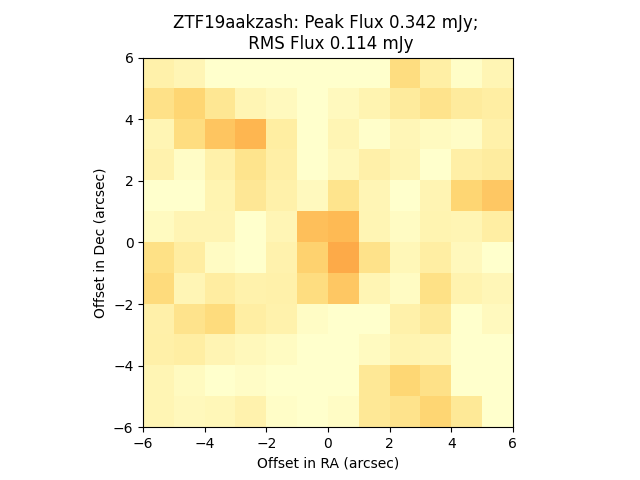 ZTF19aakzash: Peak Flux 0.342 mJy;
RMS Flux 0.114 mJy
6
4
2
0
−2
−4
−6
Offset in Dec (arcsec)
−6 −4 −2 0 2 4 6
Offset in RA (arcsec)